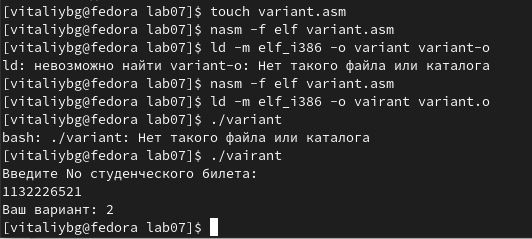 [vitaliybg@fedora lab07]$ touch variant.asm
[vitaliybg@fedora lab07]$ nasm -f elf variant.asm
[vitaliybg@fedora lab07]$ ld -m elf_i386 -o variant variant-o
ld: невозможно найти variant-o: Нет такого файла или каталога
[vitaliybg@fedora lab07]$ nasm -f elf variant.asm
[vitaliybg@fedora lab07]$ ld -m elf_i386 -o vairant variant.o
[vitaliybg@fedora lab07]$ ./variant
bash: ./variant: Нет такого файла или каталога
[vitaliybg@fedora lab07]$ ./vairant
Введите No студенческого билета:
1132226521
Ваш вариант: 2
[vitaliybg@fedora lab07]$